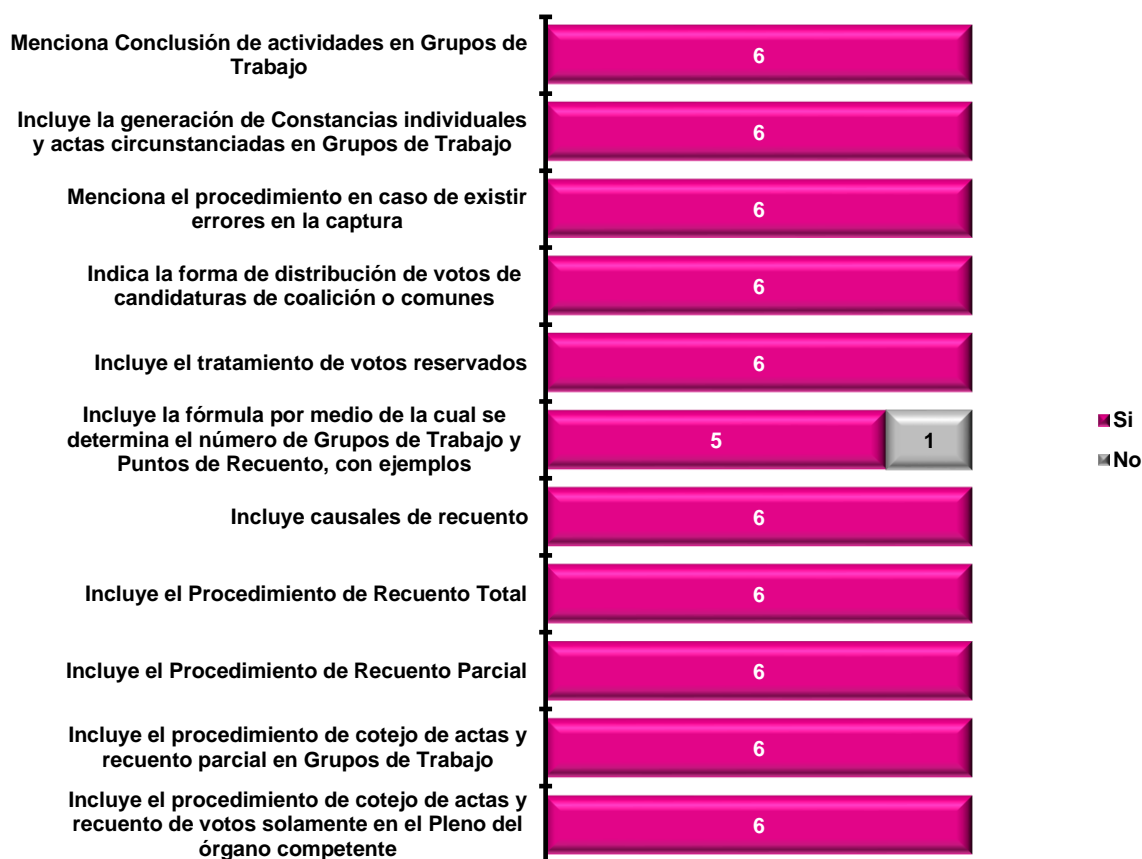 Menciona Conclusión de actividades en Grupos de
Trabajo
6
Incluye la generación de Constancias individuales
y actas circunstanciadas en Grupos de Trabajo
6
Menciona el procedimiento en caso de existir
errores en la captura
6
Indica la forma de distribución de votos de
candidaturas de coalición o comunes
6
Incluye el tratamiento de votos reservados
6
Incluye la fórmula por medio de la cual se
determina el número de Grupos de Trabajo y
Puntos de Recuento, con ejemplos
5
1
Incluye causales de recuento
6
Incluye el Procedimiento de Recuento Total
6
Incluye el Procedimiento de Recuento Parcial
6
Incluye el procedimiento de cotejo de actas y
recuento parcial en Grupos de Trabajo
6
Incluye el procedimiento de cotejo de actas y
recuento de votos solamente en el Pleno del
órgano competente
6
Si
No